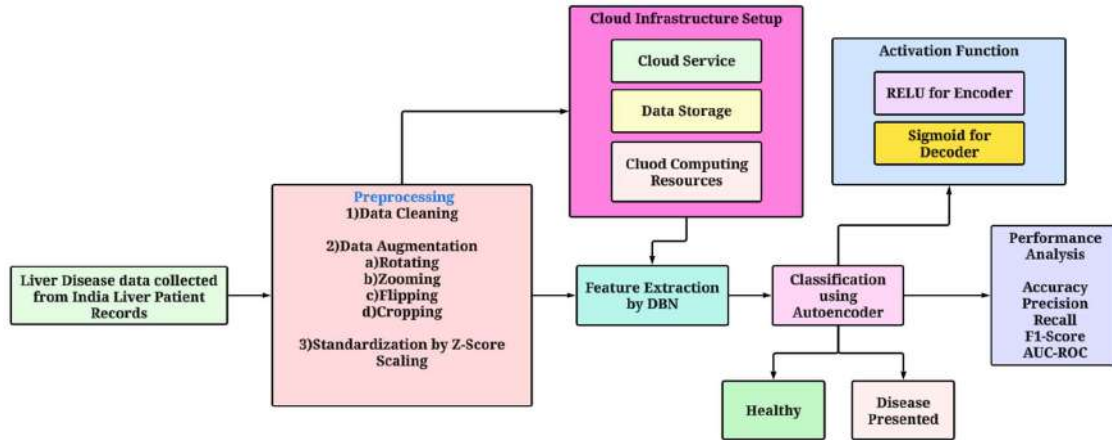 Cloud Infrastructure Setup
Cloud Service
Data Storage
Cluod Computing
Resources
Activation Function
RELU for Encoder
Sigmoid for
Decoder
Liver Disease data collected
from India Liver Patient
Records
Preprocessing
1)Data Cleaning
2)Data Augmentation
a)Rotating
b)Zooming
c)Flipping
d)Cropping
3)Standardization by Z-Score
Scaling
Feature Extraction
by DBN
Classification
using
Autoencoder
Performance
Analysis
Accuracy
Precision
Recall
F1-Score
AUC-ROC
Healthy
Disease
Presented